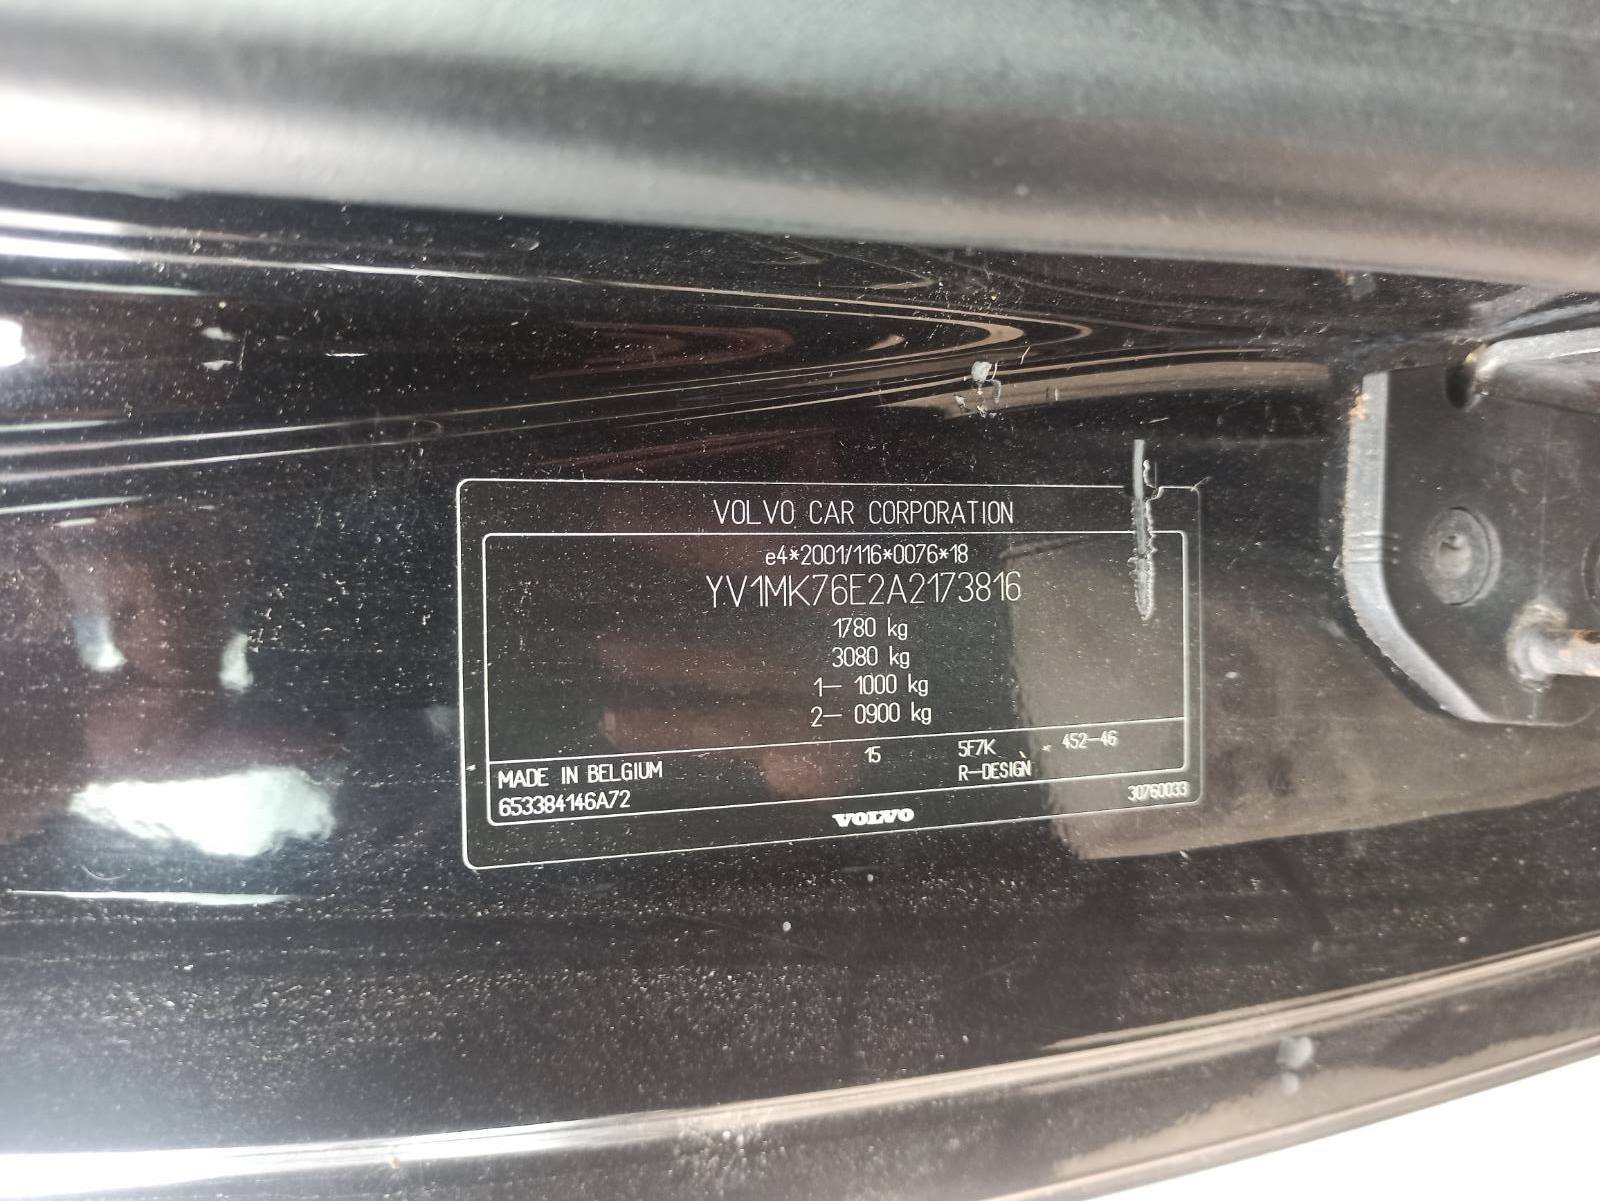 VOLVO CAR CORPORATION
e4*2001/116*0076*18
YV1MK76E2A2173816
1780 kg
3080 kg
1– 1000 kg
2– 0900 kg
15 5F7K 452-46
MADE IN BELGIUM R-DESIGN
653384146A72 30760033
VOLVO